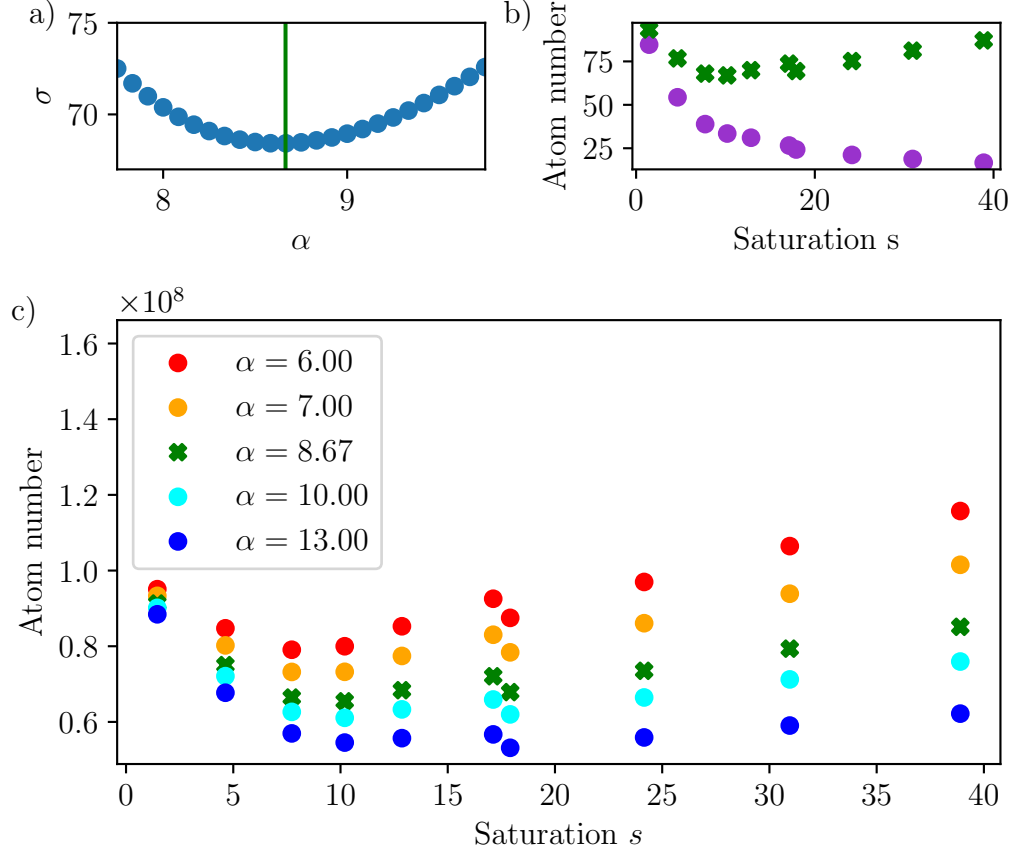 a)
75
70
σ
8
9
α
b)
75
50
25
Atom number
0
20
40
Saturation s
c)
×10⁸
1.6
1.4
1.2
1.0
0.8
0.6
Atom number
α = 6.00
α = 7.00
α = 8.67
α = 10.00
α = 13.00
0 5 10 15 20 25 30 35 40
Saturation s